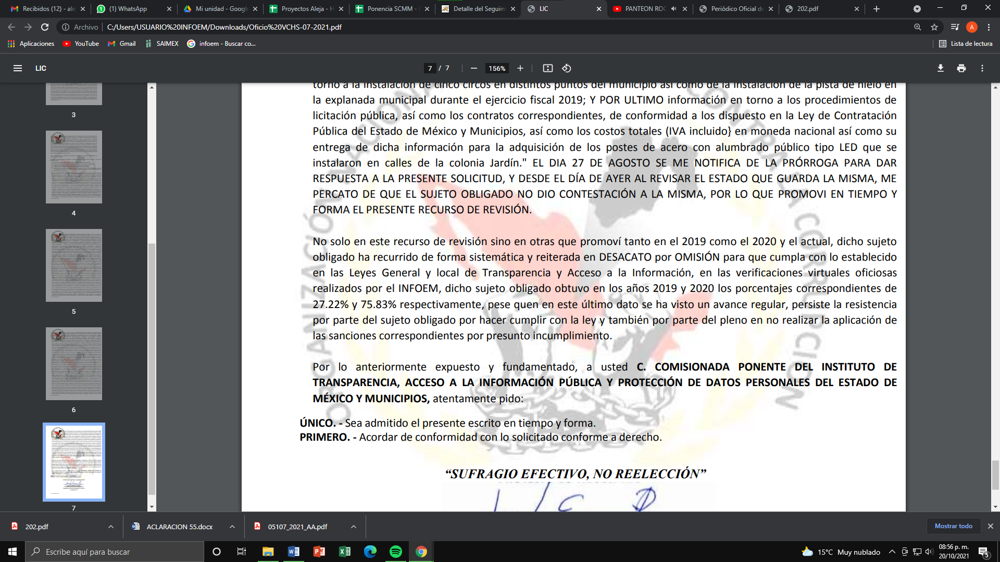 Recibidos (12) - ale
(1) WhatsApp
Mi unidad - Google
Proyectos Aleja - H
Ponencia SCMM -
Detalle del Seguim
LIC
PANTEON ROC
Periódico Oficial de
202.pdf
Archivo
C:/Users/USUARIO%20INFOEM/Downloads/Oficio%20VCHS-07-2021.pdf
A
Aplicaciones
YouTube
Gmail
SAIMEX
infoem - Buscar co...
Lista de lectura
LIC
7 / 7
156%
3
4
5
6
7
torno a la instalación de cinco circos en distintos puntos del municipio así como de la instalación de la pista de hielo en
la explanada municipal durante el ejercicio fiscal 2019; Y POR ULTIMO información en torno a los procedimientos de
licitación pública, así como los contratos correspondientes, de conformidad a los dispuesto en la Ley de Contratación
Pública del Estado de México y Municipios, así como los costos totales (IVA incluido} en moneda nacional así como su
entrega de dicha información para la adquisición de los postes de acero con alumbrado público tipo LED que se
instalaron en calles de la colonia Jardín." EL DIA 27 DE AGOSTO SE ME NOTIFICA DE LA PRÓRROGA PARA DAR
RESPUESTA A LA PRESENTE SOLICITUD, Y DESDE EL DÍA DE AYER AL REVISAR EL ESTADO QUE GUARDA LA MISMA, ME
PERCATO DE QUE EL SUJETO OBLIGADO NO DIO CONTESTACIÓN A LA MISMA, POR LO QUE PROMOVI EN TIEMPO Y
FORMA EL PRESENTE RECURSO DE REVISIÓN.
No solo en este recurso de revisión sino en otras que promoví tanto en el 2019 como el 2020 y el actual, dicho sujeto
obligado ha recurrido de forma sistemática y reiterada en DESACATO por OMISIÓN para que cumpla con lo establecido
en las Leyes General y local de Transparencia y Acceso a la Información, en las verificaciones virtuales oficiosas
realizados por el INFOEM, dicho sujeto obligado obtuvo en los años 2019 y 2020 los porcentajes correspondientes de
27.22% y 75.83% respectivamente, pese quen en este último dato se ha visto un avance regular, persiste la resistencia
por parte del sujeto obligado por hacer cumplir con la ley y también por parte del pleno en no realizar la aplicación de
las sanciones correspondientes por presunto incumplimiento.
Por lo anteriormente expuesto y fundamentado, a usted C. COMISIONADA PONENTE DEL INSTITUTO DE
TRANSPARENCIA, ACCESO A LA INFORMACIÓN PÚBLICA Y PROTECCIÓN DE DATOS PERSONALES DEL ESTADO DE
MÉXICO Y MUNICIPIOS, atentamente pido:
ÚNICO. - Sea admitido el presente escrito en tiempo y forma.
PRIMERO. - Acordar de conformidad con lo solicitado conforme a derecho.
“SUFRAGIO EFECTIVO, NO REELECCIÓN”
ORGANIZACIÓN NACIONAL CONTRA LA CORRUPCION
202.pdf
ACLARACION 55.docx
05107_2021_AA.pdf
Mostrar todo
Escribe aquí para buscar
15°C Muy nublado
08:56 p. m.
20/10/2021
5